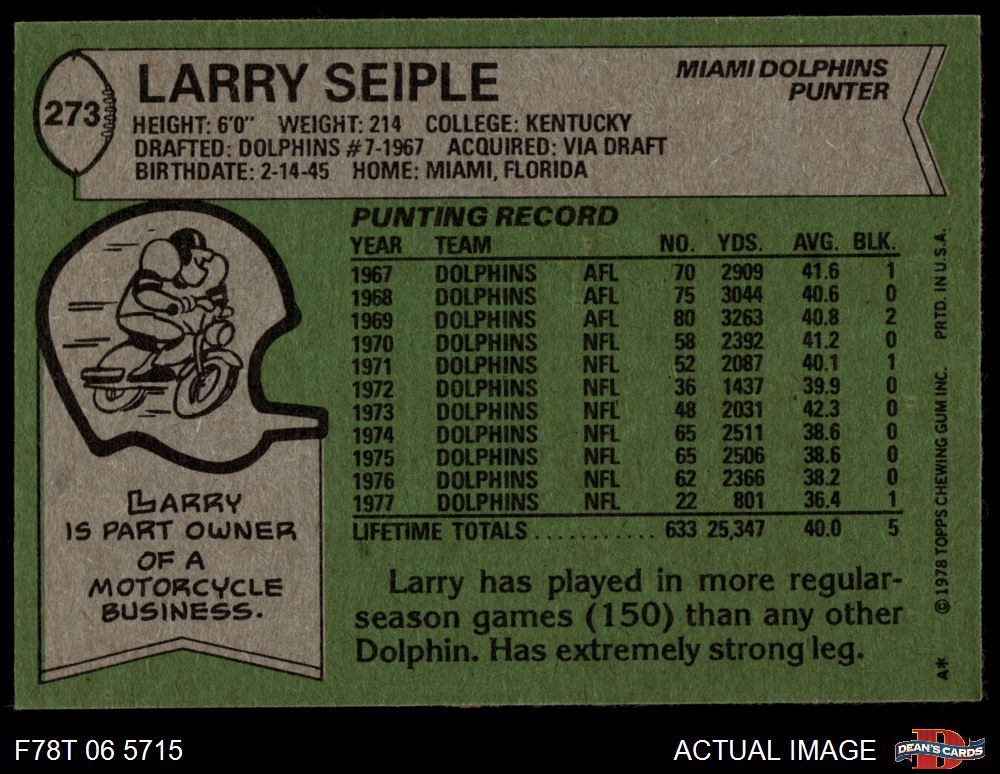 273
LARRY SEIPLE
MIAMI DOLPHINS
PUNTER
HEIGHT: 6'0" WEIGHT: 214 COLLEGE: KENTUCKY
DRAFTED: DOLPHINS #7-1967 ACQUIRED: VIA DRAFT
BIRTHDATE: 2-14-45 HOME: MIAMI, FLORIDA
PUNTING RECORD
YEAR TEAM NO. YDS. AVG. BLK.
1967 DOLPHINS AFL 70 2909 41.6 1
1968 DOLPHINS AFL 75 3044 40.6 0
1969 DOLPHINS AFL 80 3263 40.8 2
1970 DOLPHINS NFL 58 2392 41.2 0
1971 DOLPHINS NFL 52 2087 40.1 1
1972 DOLPHINS NFL 36 1437 39.9 0
1973 DOLPHINS NFL 48 2031 42.3 0
1974 DOLPHINS NFL 65 2511 38.6 0
1975 DOLPHINS NFL 65 2506 38.6 0
1976 DOLPHINS NFL 62 2366 38.2 0
1977 DOLPHINS NFL 22 801 36.4 1
LIFETIME TOTALS ............ 633 25,347 40.0 5
LARRY
IS PART OWNER
OF A
MOTORCYCLE
BUSINESS.
Larry has played in more regular-
season games (150) than any other
Dolphin. Has extremely strong leg.
A* © 1978 TOPPS CHEWING GUM INC. PRTD. IN U.S.A.
F78T 06 5715
ACTUAL IMAGE
D
DEAN'S CARDS